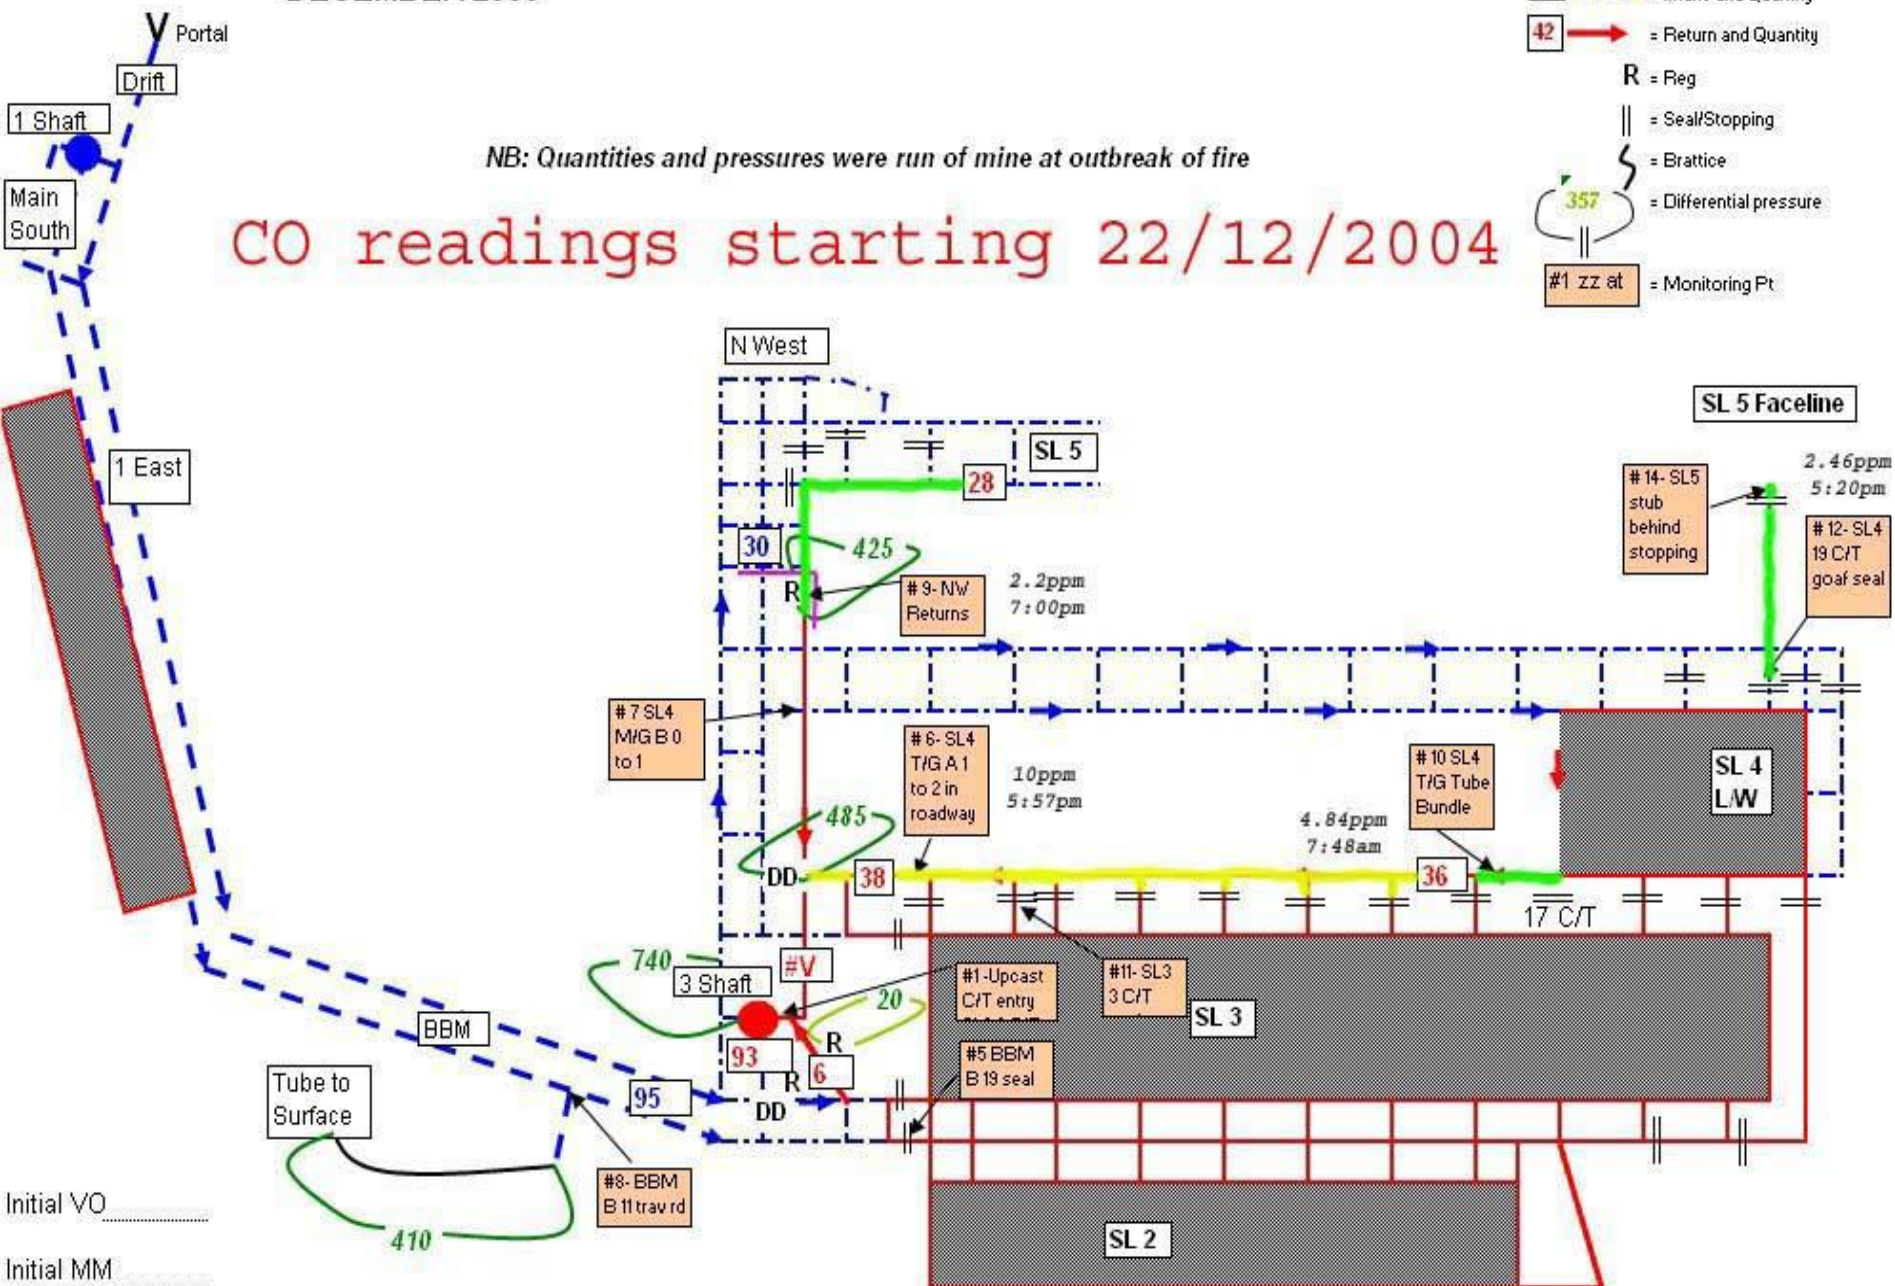 V Portal
Drift
1 Shaft
Main
South
1 East
42 = Return and Quantity
R = Reg
= Seal/Stopping
= Brattice
357 = Differential pressure
#1 zz at = Monitoring Pt
NB: Quantities and pressures were run of mine at outbreak of fire
CO readings starting 22/12/2004
N West
SL 5
28
30
425
R
# 9- NW
Returns
2.2ppm
7:00pm
SL 5 Faceline
# 14- SL5
stub
behind
stopping
2.46ppm
5:20pm
# 12- SL4
19 C/T
goaf seal
# 7 SL4
M/G B 0
to 1
# 6- SL4
T/G A 1
to 2 in
roadway
10ppm
5:57pm
# 10 SL4
T/G Tube
Bundle
4.84ppm
7:48am
SL 4
L/W
485
DD
38
36
17 C/T
740
3 Shaft
#V
20
#1 -Upcast
C/T entry
#11- SL3
3 C/T
SL 3
93
R
6
R
DD
#5 BBM
B 19 seal
BBM
95
Tube to
Surface
410
#8- BBM
B 11 trav rd
SL 2
Initial VO
Initial MM